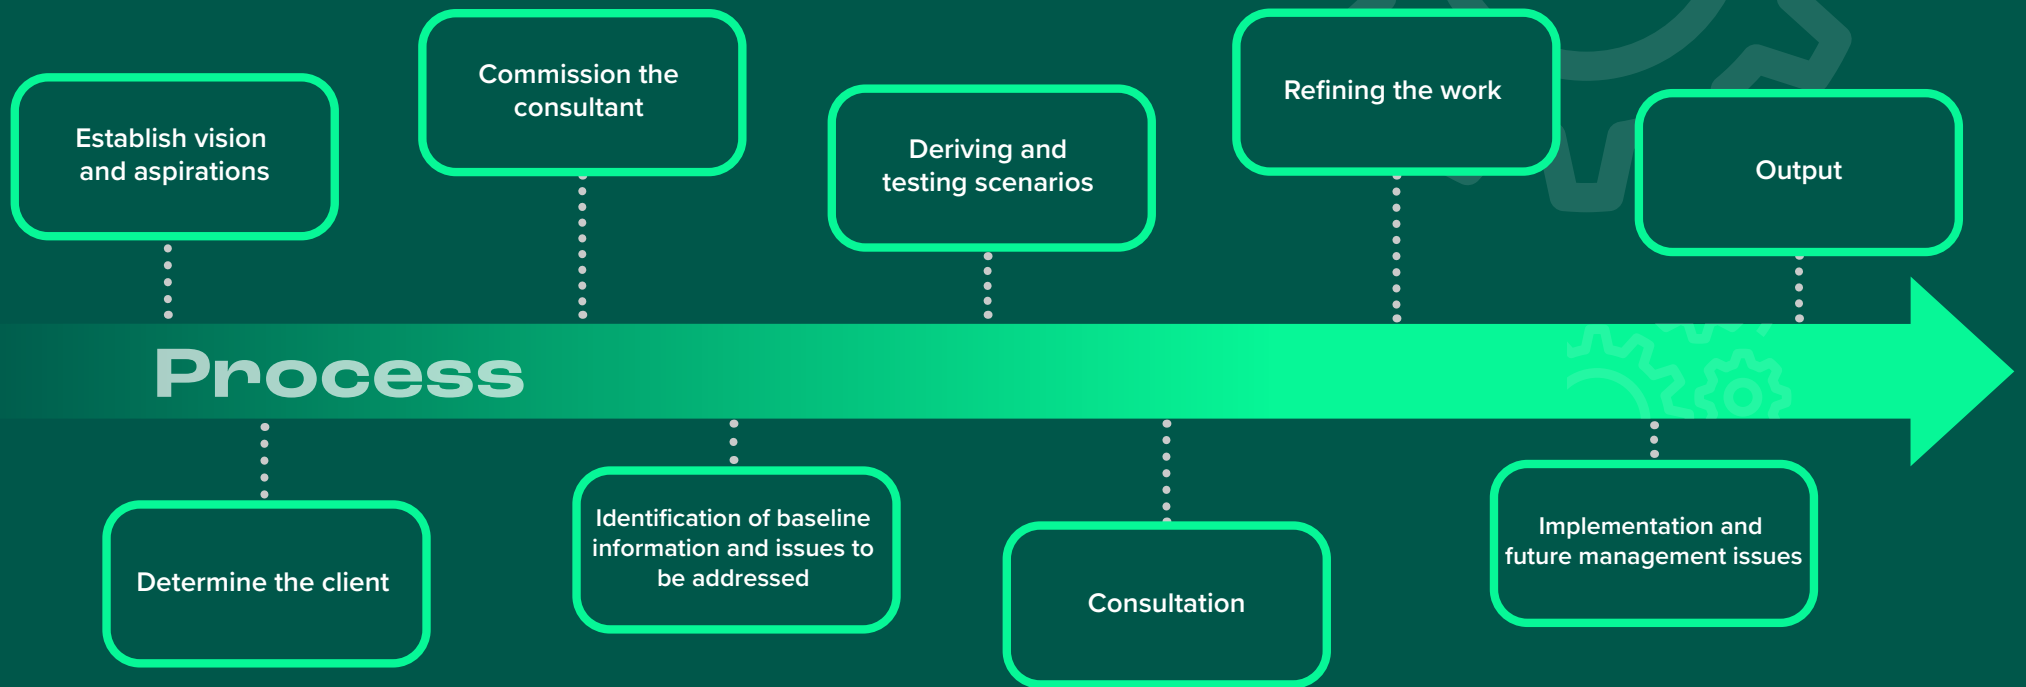 Establish vision
and aspirations
Commission the
consultant
Deriving and
testing scenarios
Refining the work
Output
Process
Determine the client
Identification of baseline
information and issues to
be addressed
Consultation
Implementation and
future management issues